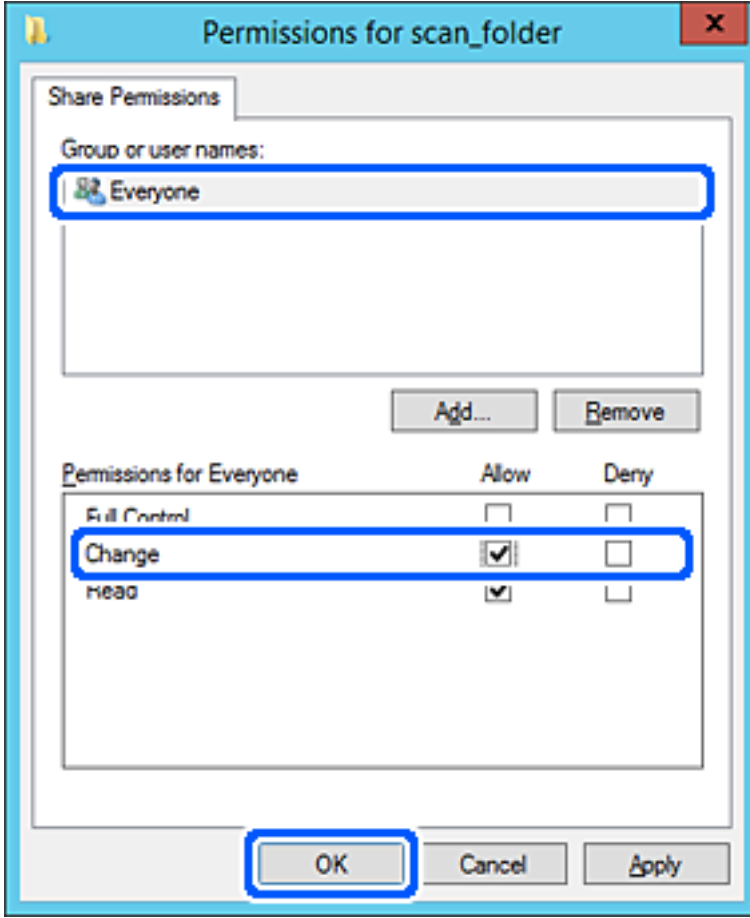 Permissions for scan_folder
x
Share Permissions
Group or user names:
Everyone
Add... Remove
Permissions for Everyone Allow Deny
Full Control
Change
Read
OK Cancel Apply